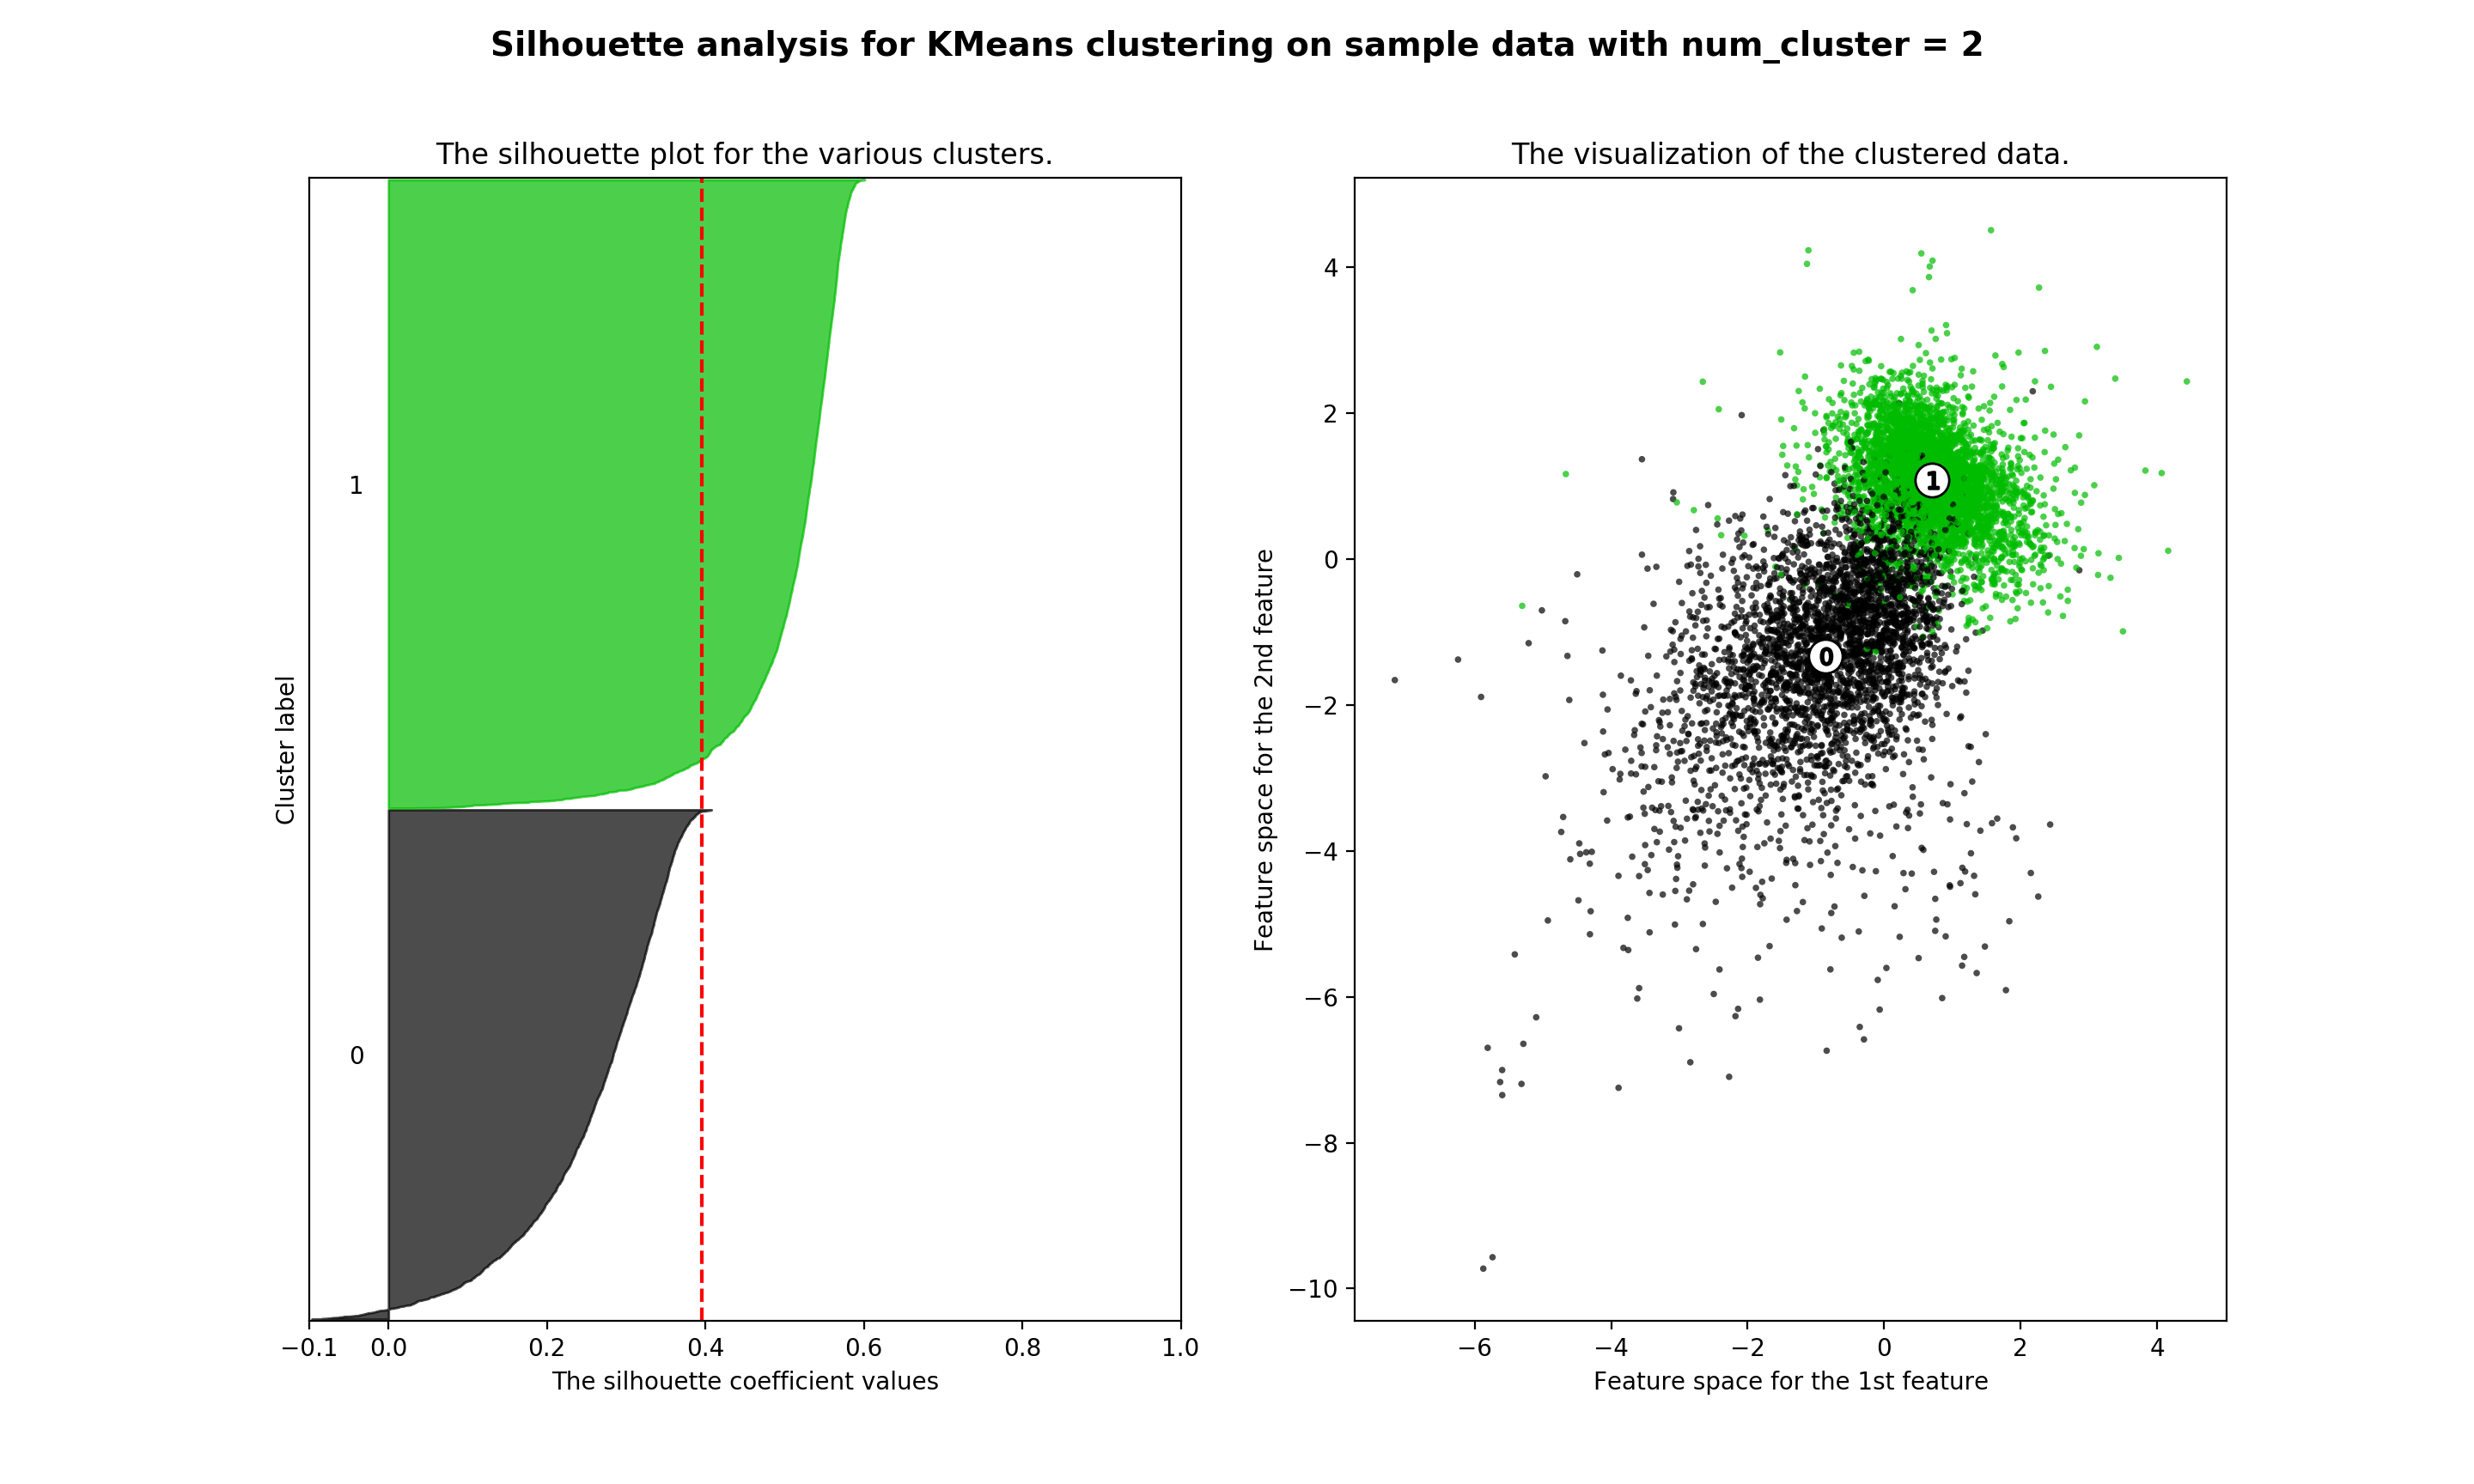 Silhouette analysis for KMeans clustering on sample data with num_cluster = 2
The silhouette plot for the various clusters.
Cluster label
1
0
−0.1 0.0 0.2 0.4 0.6 0.8 1.0
The silhouette coefficient values
The visualization of the clustered data.
Feature space for the 2nd feature
4
2
0
−2
−4
−6
−8
−10
1
0
−6 −4 −2 0 2 4
Feature space for the 1st feature